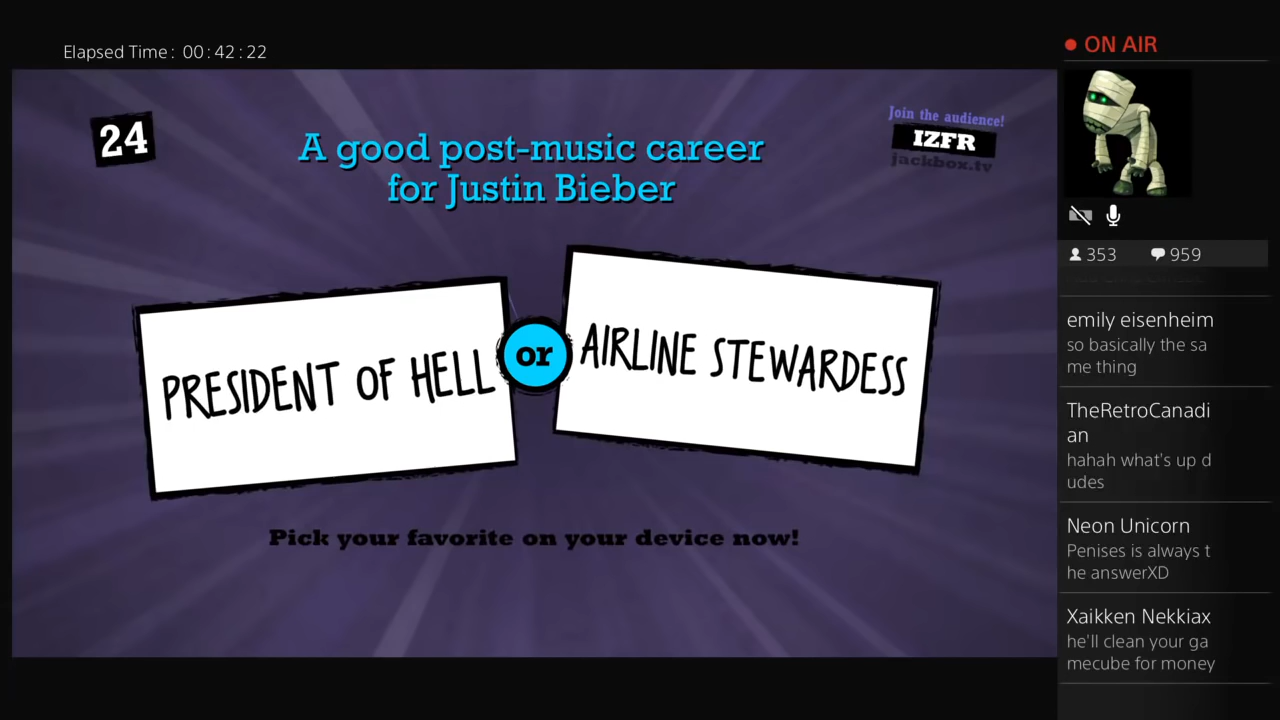 Elapsed Time: 00:42:22
ON AIR
24
A good post-music career
for Justin Bieber
Join the audience!
IZFR
jackbox.tv
PRESIDENT OF HELL
or
AIRLINE STEWARDESS
Pick your favorite on your device now!
353 959
emily eisenheim
so basically the sa
me thing
TheRetroCanadi
an
hahah what's up d
udes
Neon Unicorn
Penises is always t
he answerXD
Xaikken Nekkiax
he'll clean your ga
mecube for money